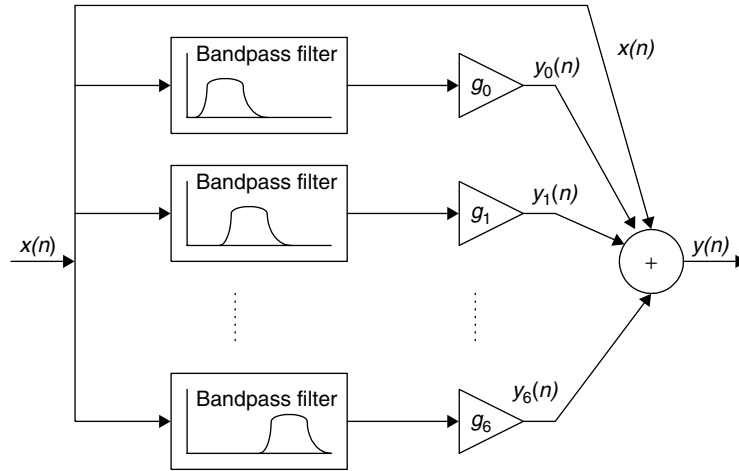 x(n)
Bandpass filter
g0
y0(n)
x(n)
Bandpass filter
g1
y1(n)
+
y(n)
Bandpass filter
g6
y6(n)